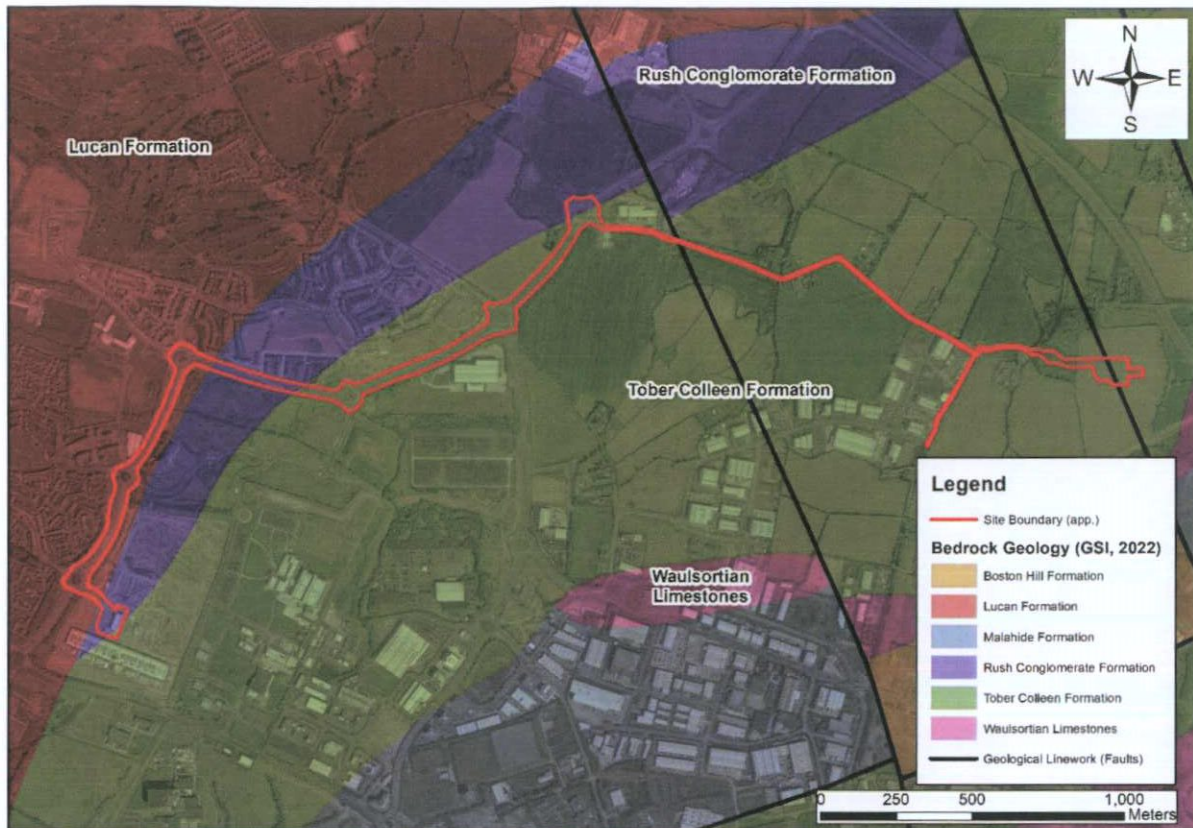 Rush Conglomorate Formation
N
W E
S
Lucan Formation
Tober Colleen Formation
Waulsortian
Limestones
Legend
Site Boundary (app.)
Bedrock Geology (GSI, 2022)
Boston Hill Formation
Lucan Formation
Malahide Formation
Rush Conglomerate Formation
Tober Colleen Formation
Waulsortian Limestones
Geological Linework (Faults)
0 250 500 1,000
Meters